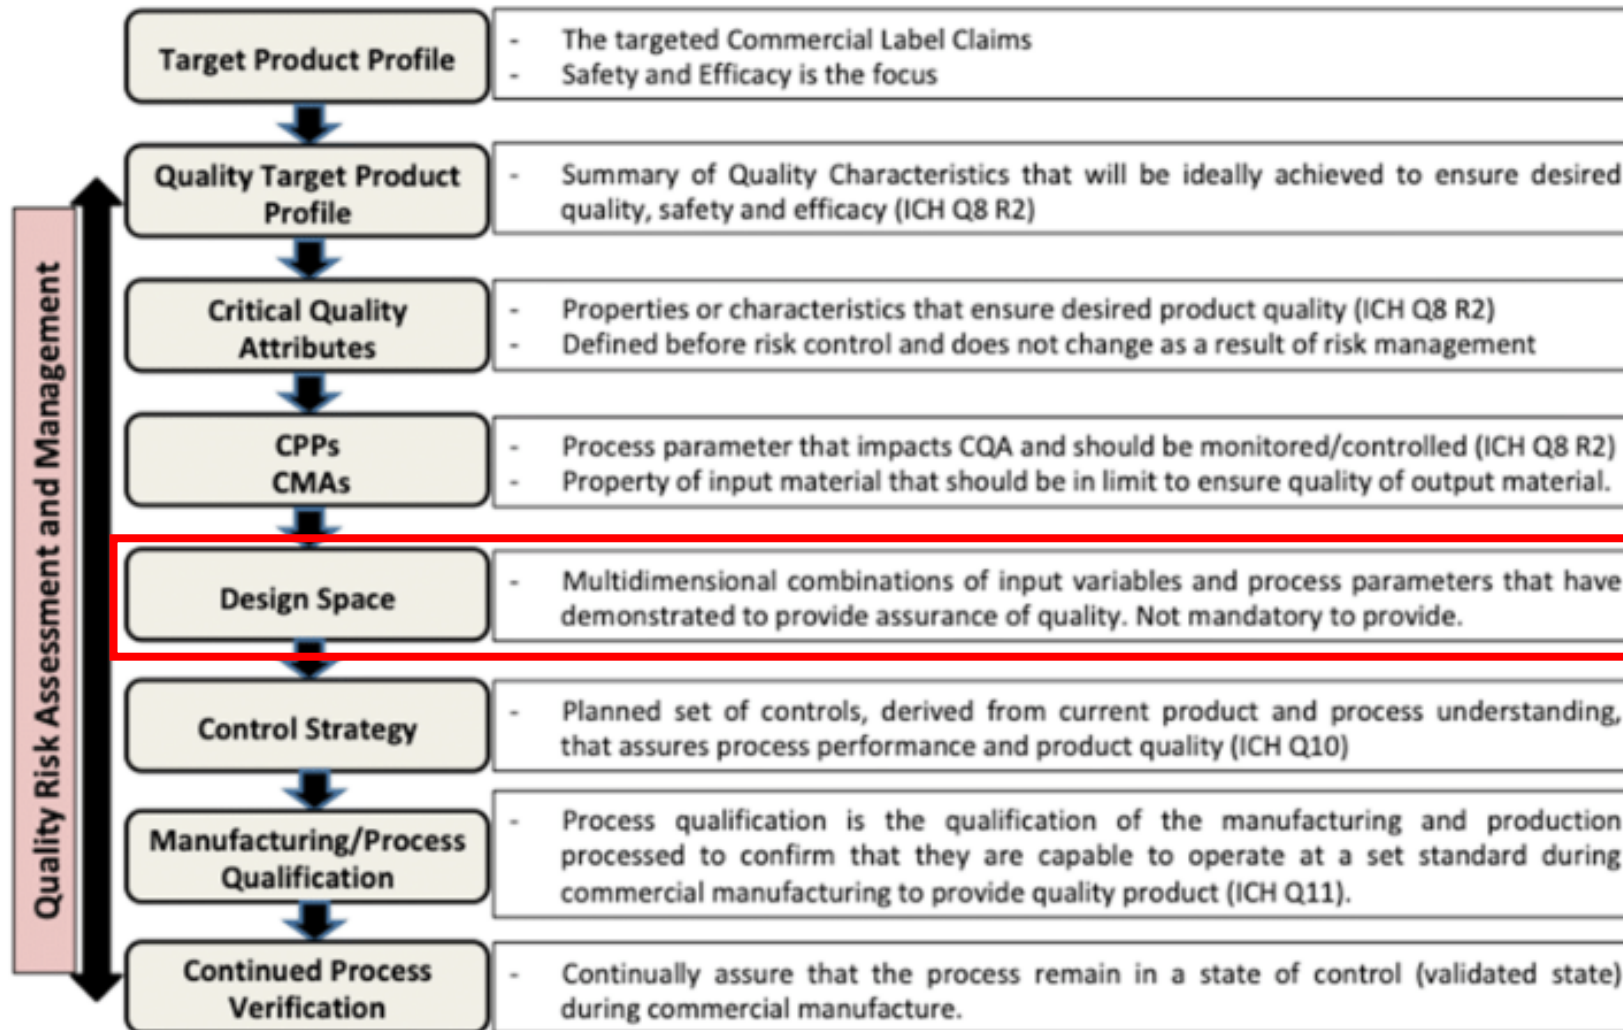 Target Product Profile
- The targeted Commercial Label Claims
- Safety and Efficacy is the focus
Quality Target Product
Profile
- Summary of Quality Characteristics that will be ideally achieved to ensure desired
quality, safety and efficacy (ICH Q8 R2)
Critical Quality
Attributes
- Properties or characteristics that ensure desired product quality (ICH Q8 R2)
- Defined before risk control and does not change as a result of risk management
CPPs
CMAs
- Process parameter that impacts CQA and should be monitored/controlled (ICH Q8 R2)
- Property of input material that should be in limit to ensure quality of output material.
Design Space
- Multidimensional combinations of input variables and process parameters that have
demonstrated to provide assurance of quality. Not mandatory to provide.
Control Strategy
- Planned set of controls, derived from current product and process understanding,
that assures process performance and product quality (ICH Q10)
Manufacturing/Process
Qualification
- Process qualification is the qualification of the manufacturing and production
processed to confirm that they are capable to operate at a set standard during
commercial manufacturing to provide quality product (ICH Q11).
Continued Process
Verification
- Continually assure that the process remain in a state of control (validated state)
during commercial manufacture.
Quality Risk Assessment and Management